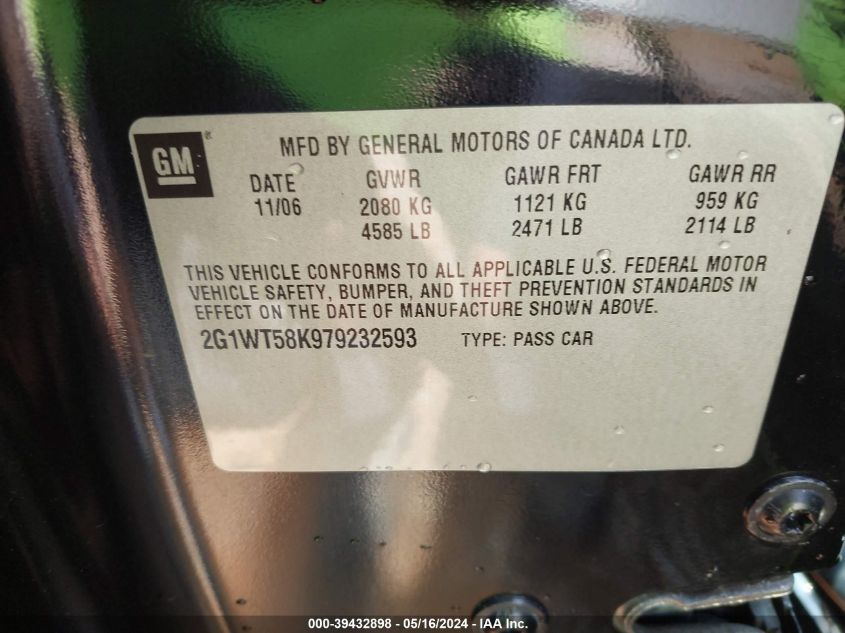 GM
MFD BY GENERAL MOTORS OF CANADA LTD.
DATE GVWR GAWR FRT GAWR RR
11/06 2080 KG 1121 KG 959 KG
4585 LB 2471 LB 2114 LB
THIS VEHICLE CONFORMS TO ALL APPLICABLE U.S. FEDERAL MOTOR
VEHICLE SAFETY, BUMPER, AND THEFT PREVENTION STANDARDS IN
EFFECT ON THE DATE OF MANUFACTURE SHOWN ABOVE.
2G1WT58K979232593 TYPE: PASS CAR
000-39432898 - 05/16/2024 - IAA Inc.